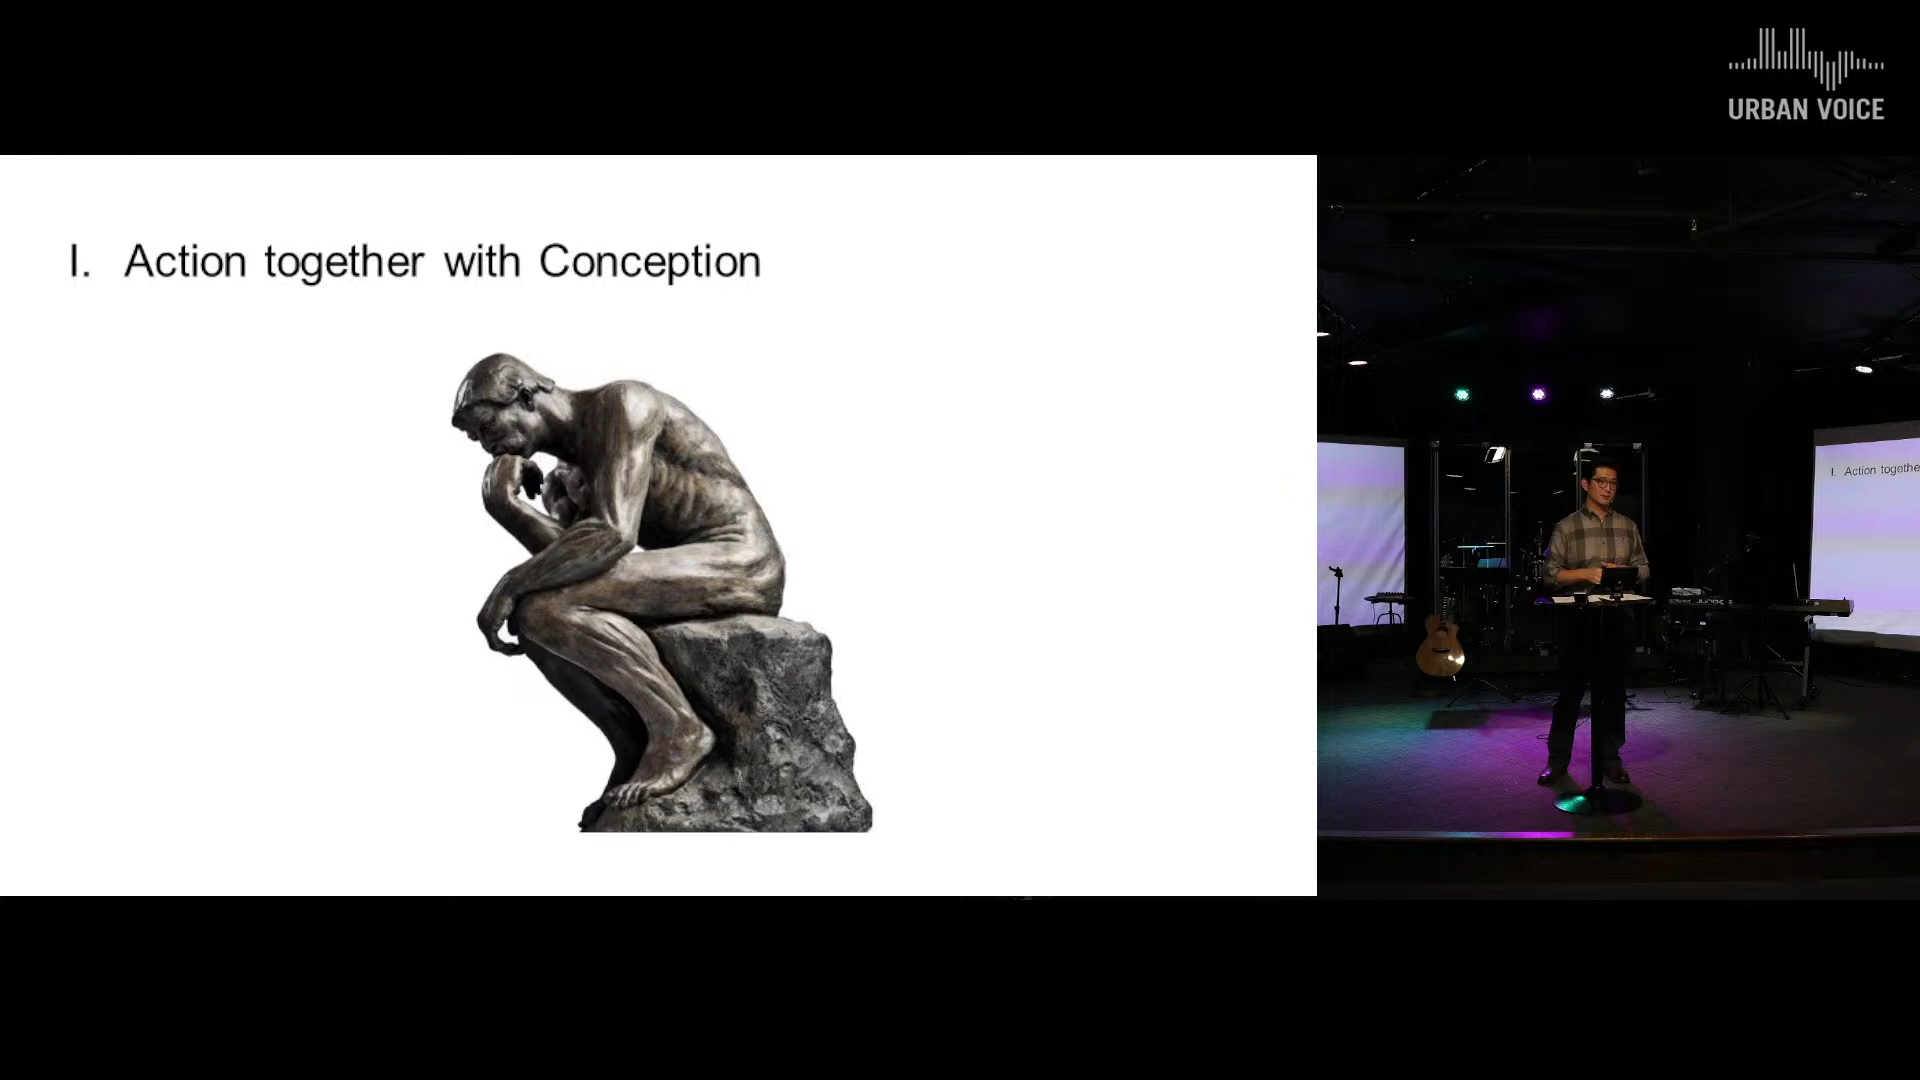 URBAN VOICE
I. Action together with Conception
I. Action togethe